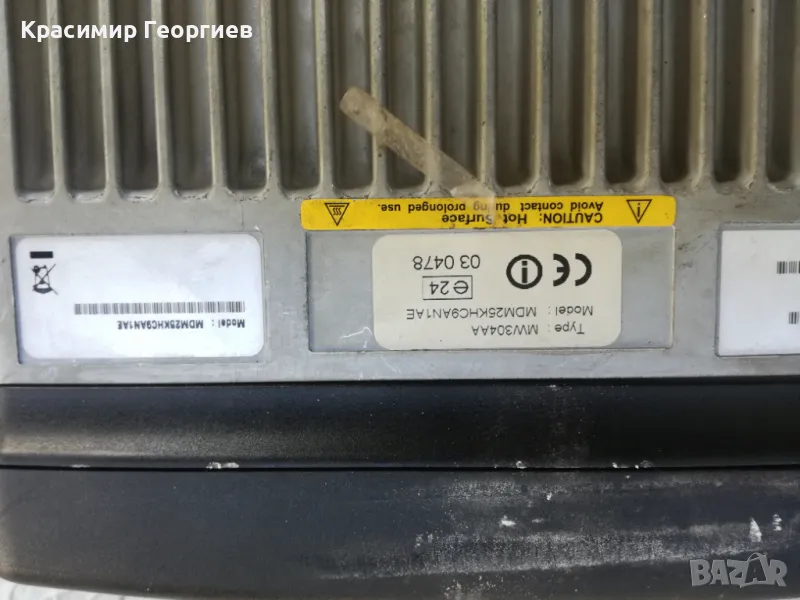 Красимир Георгиев
CAUTION: Hot Surface
Avoid contact during prolonged use.
Type : MW304AA
Model : MDM25KHC9AN1AE
e24
03 0478
CE
Model : MDM25KHC9AN1AE
BAZAR